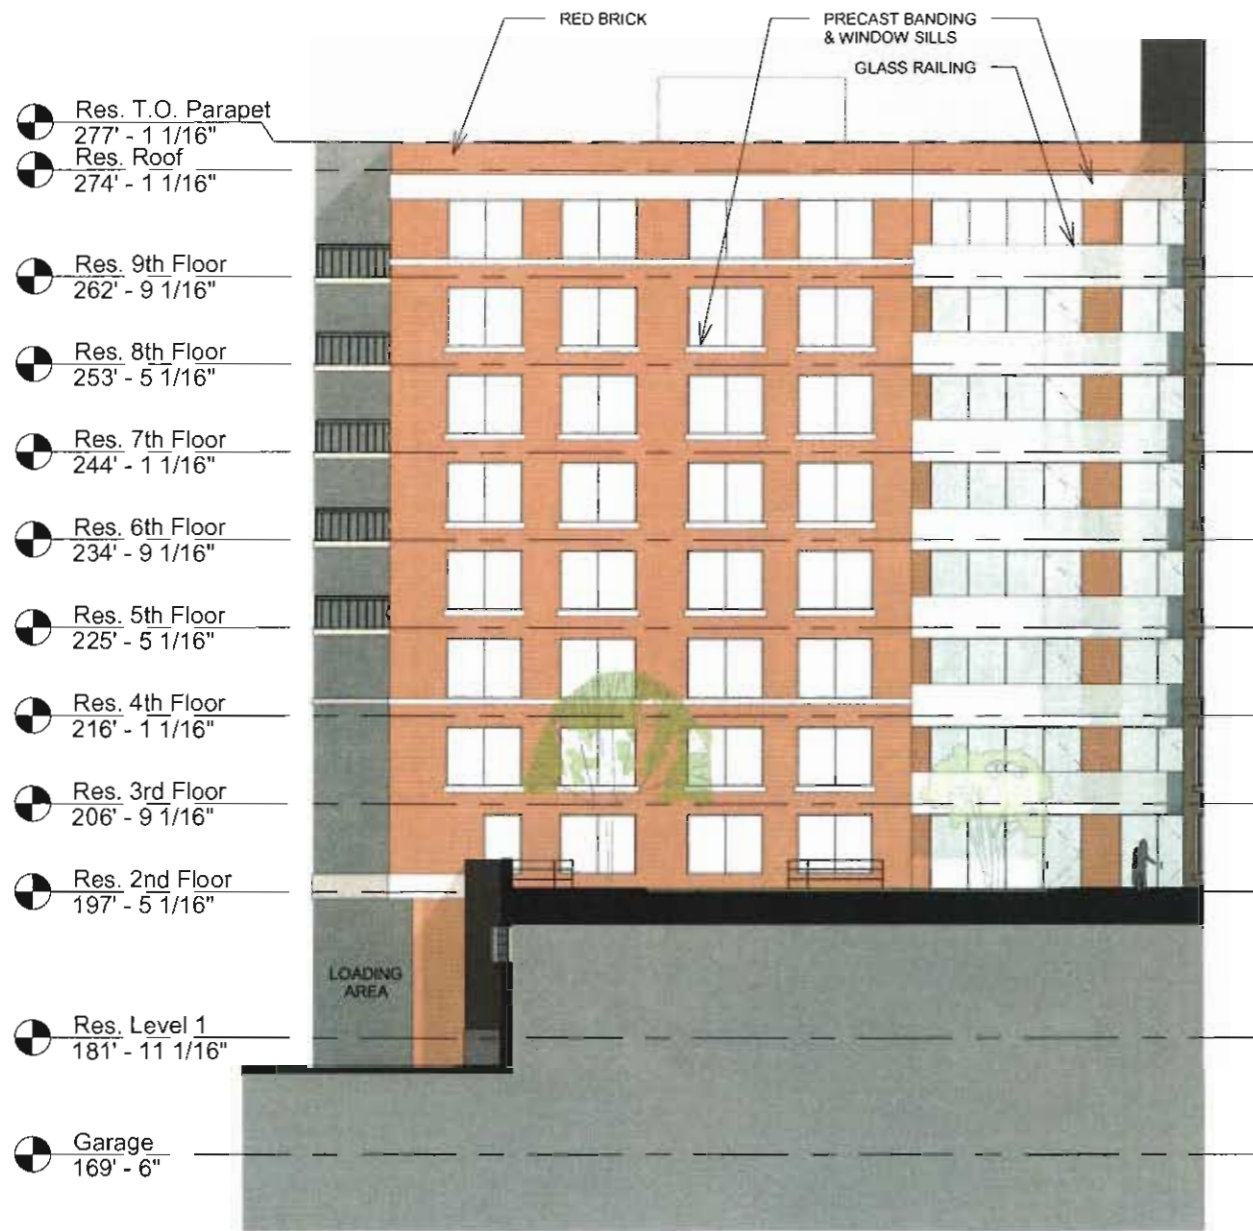 RED BRICK
PRECAST BANDING
& WINDOW SILLS
GLASS RAILING
Res. T.O. Parapet
277' - 1 1/16"
Res. Roof
274' - 1 1/16"
Res. 9th Floor
262' - 9 1/16"
Res. 8th Floor
253' - 5 1/16"
Res. 7th Floor
244' - 1 1/16"
Res. 6th Floor
234' - 9 1/16"
Res. 5th Floor
225' - 5 1/16"
Res. 4th Floor
216' - 1 1/16"
Res. 3rd Floor
206' - 9 1/16"
Res. 2nd Floor
197' - 5 1/16"
LOADING
AREA
Res. Level 1
181' - 11 1/16"
Garage
169' - 6"